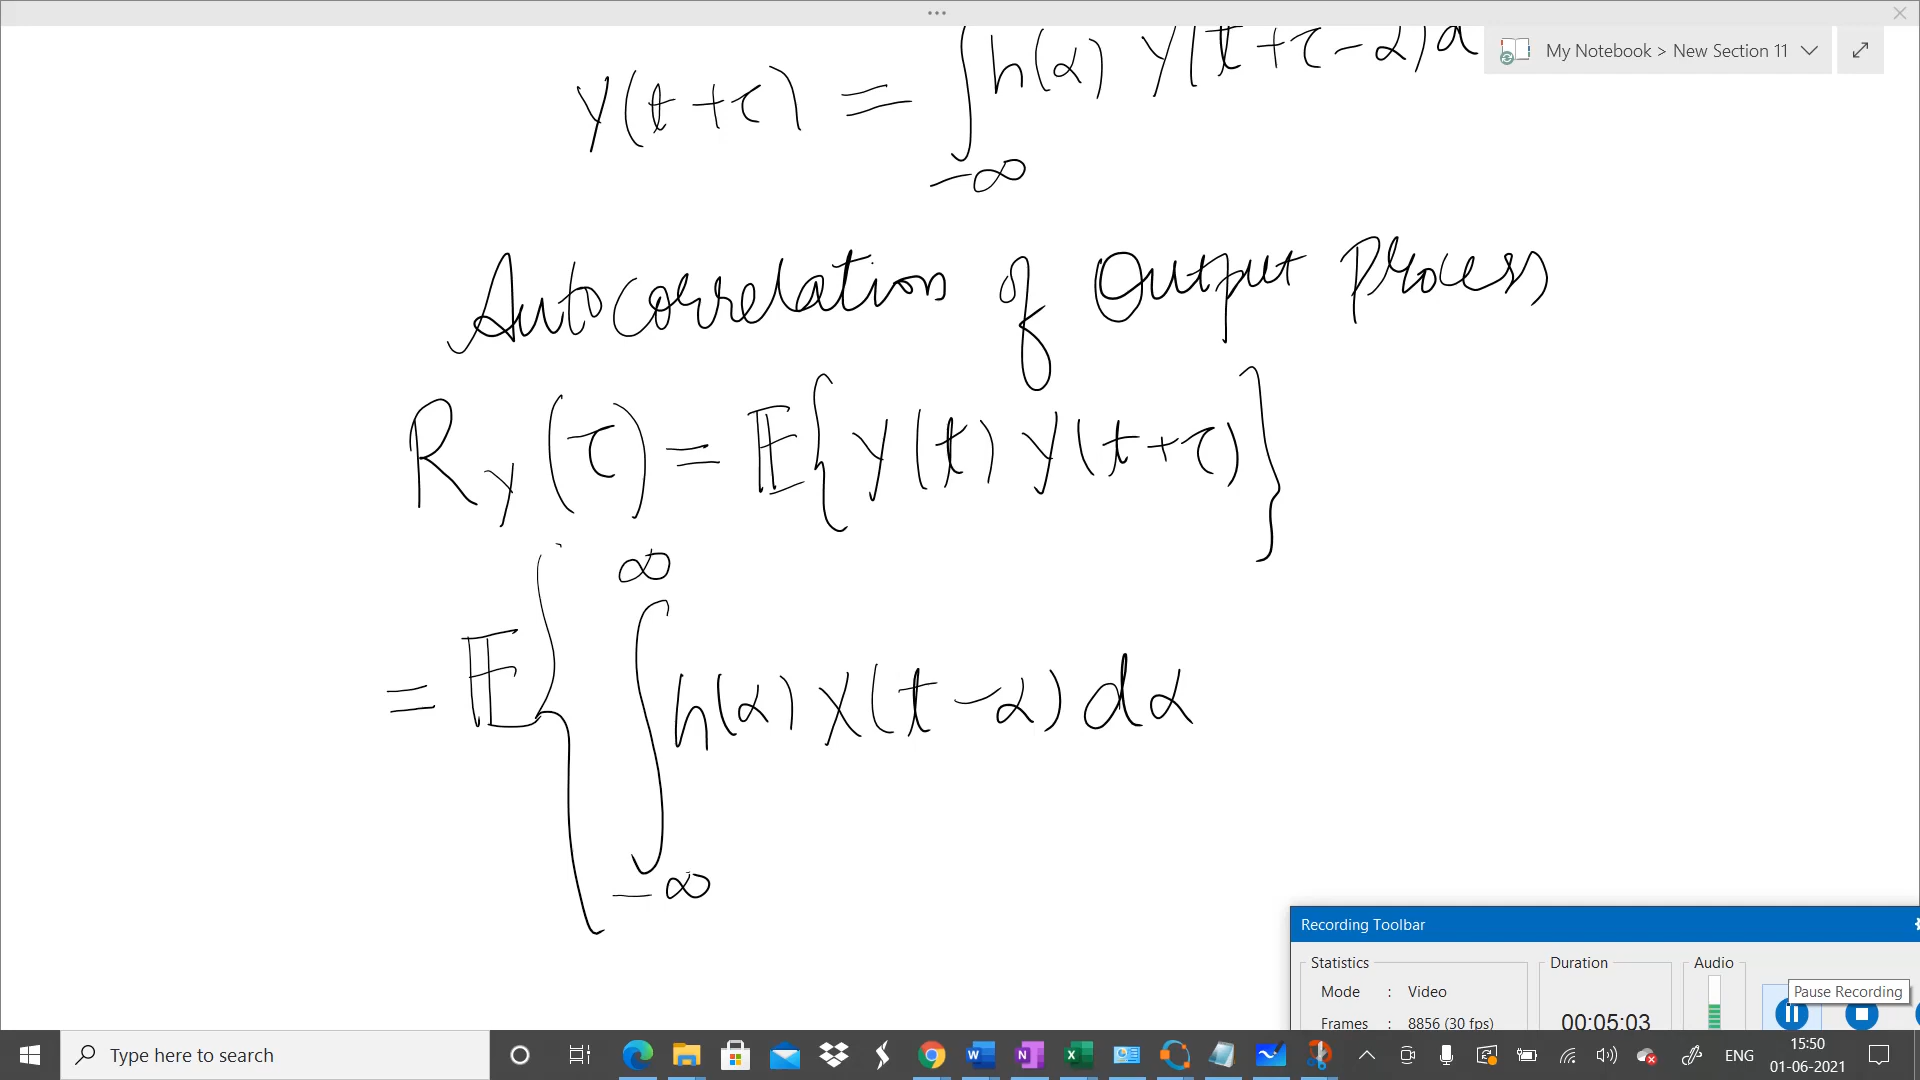 •••
My Notebook > New Section 11
y(t+τ) = ∫ h(α) y(t+τ-α) d
-∞
Autocorrelation of Output Process
R_y(τ) = E{y(t) y(t+τ)}
∞
= E{ ∫ h(α) x(t-α) dα
-∞
Recording Toolbar
Statistics Duration Audio
Mode : Video
Pause Recording
Frames : 8856 (30 fps) 00:05:03
Type here to search
ENG
15:50
01-06-2021